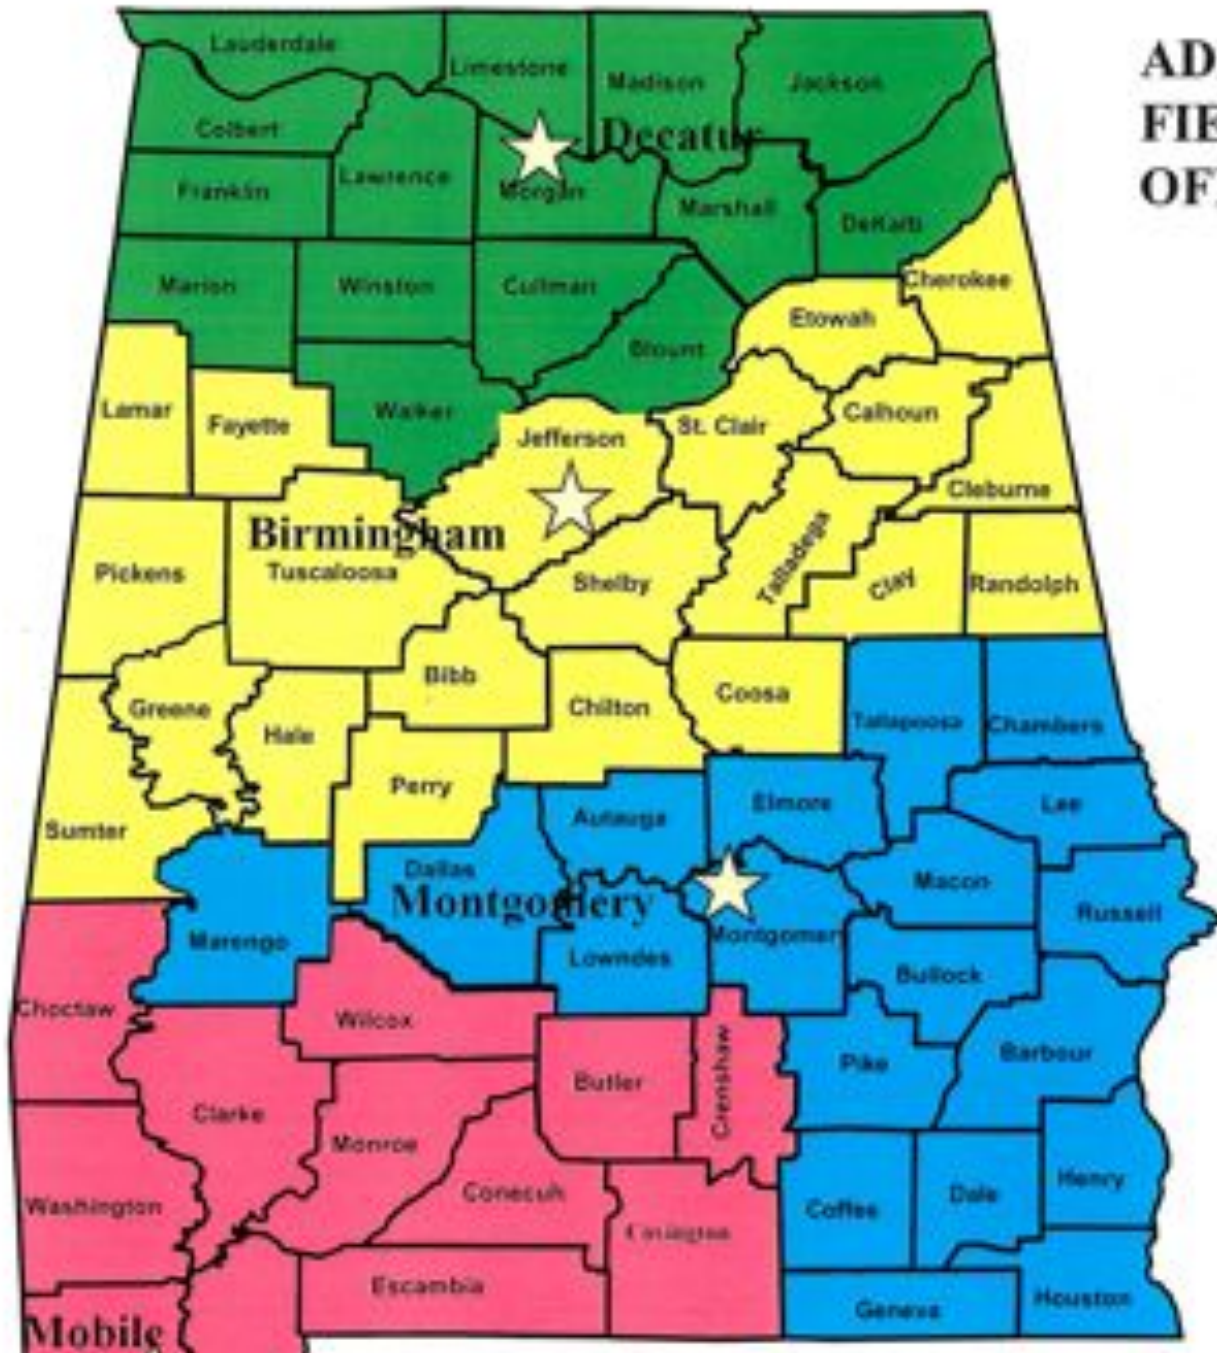 AD
FIE
OF
Lauderdale
Limestone
Madison
Jackson
Colbert
Decatur
Franklin
Lawrence
Morgan
Marshall
DeKalb
Marion
Winston
Cullman
Cherokee
Etowah
Blount
Lamar
Fayette
Walker
Jefferson
St. Clair
Calhoun
Cleburne
Birmingham
Pickens
Tuscaloosa
Shelby
Talladega
Clay
Randolph
Bibb
Greene
Hale
Chilton
Coosa
Tallapoosa
Chambers
Perry
Sumter
Autauga
Elmore
Lee
Dallas
Montgomery
Macon
Russell
Marengo
Lowndes
Montgomery
Bullock
Choctaw
Wilcox
Butler
Crenshaw
Pike
Barbour
Clarke
Monroe
Washington
Conecuh
Covington
Coffee
Dale
Henry
Escambia
Geneva
Houston
Mobile